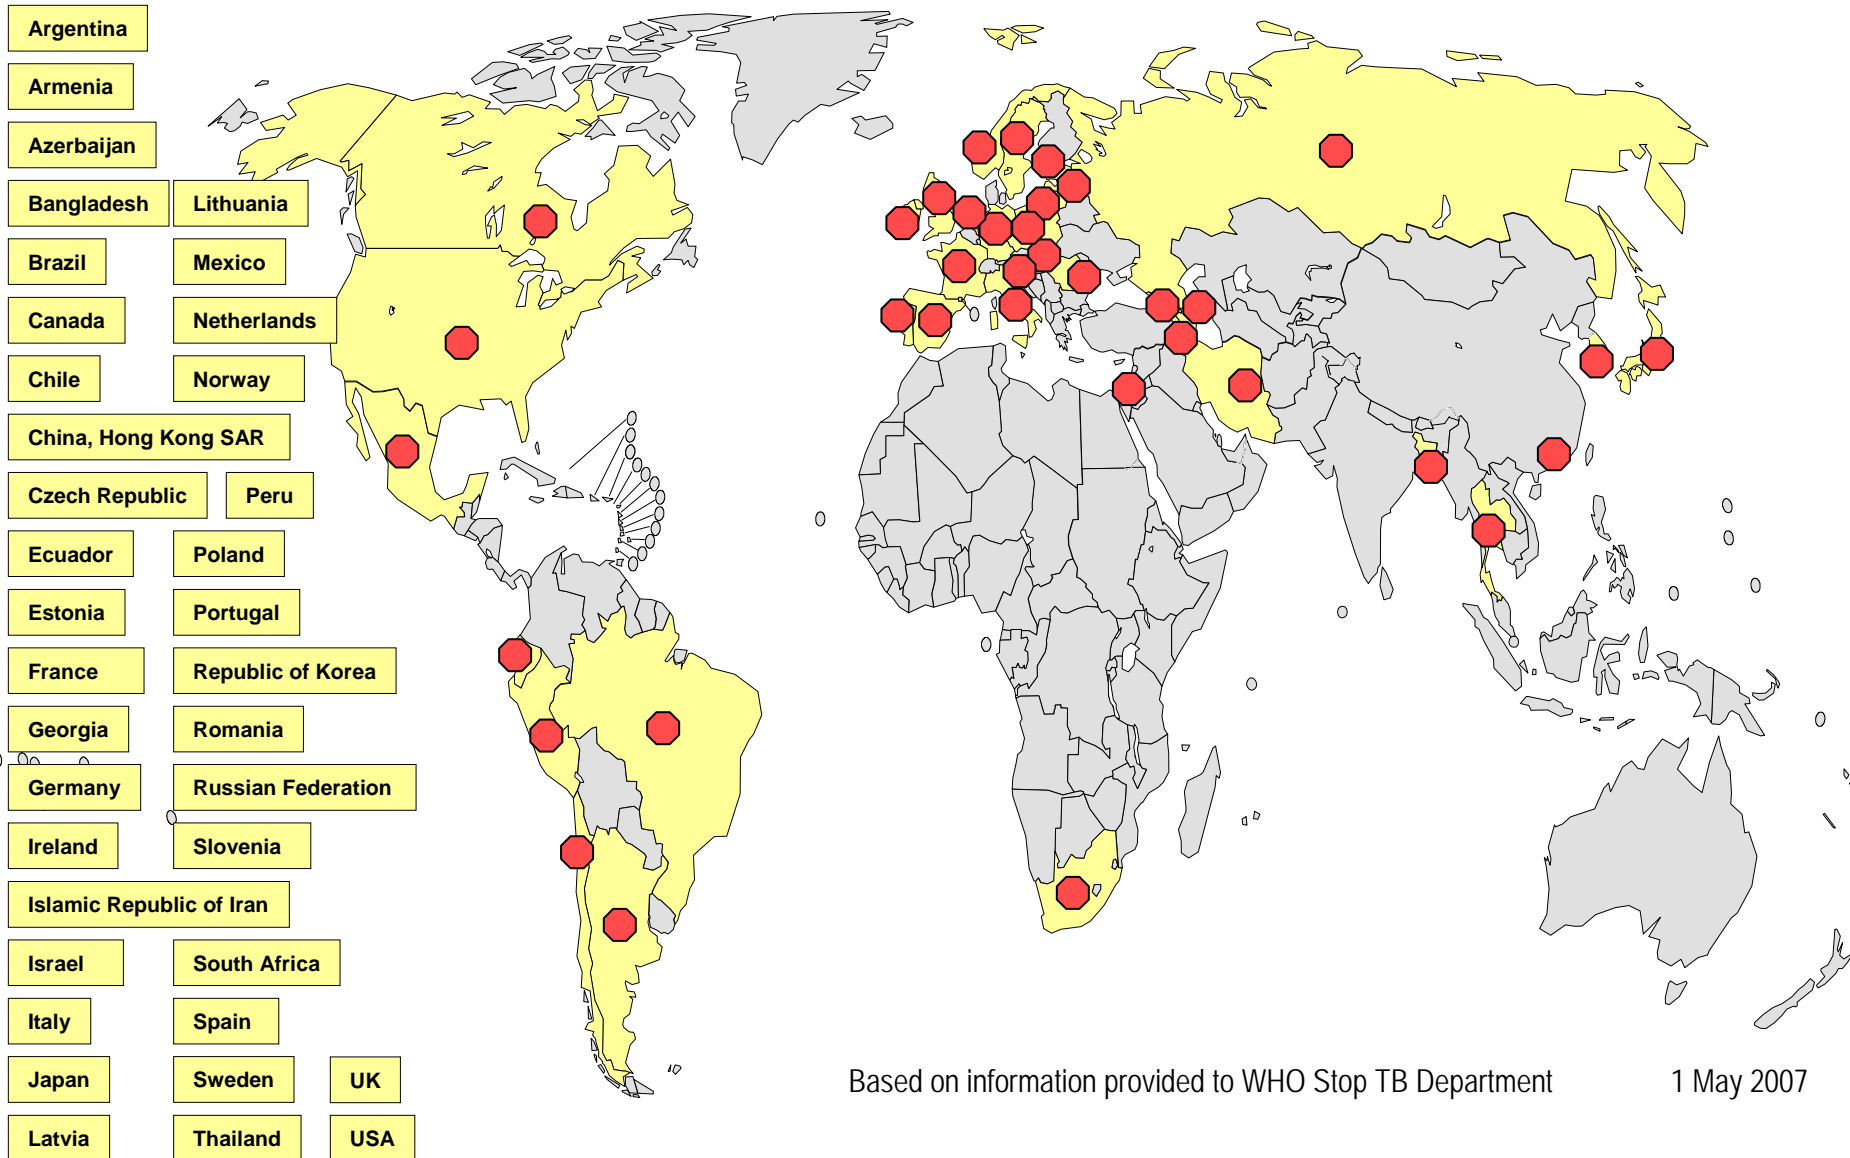 Argentina
Armenia
Azerbaijan
Bangladesh Lithuania
Brazil Mexico
Canada Netherlands
Chile Norway
China, Hong Kong SAR
Czech Republic Peru
Ecuador Poland
Estonia Portugal
France Republic of Korea
Georgia Romania
Germany Russian Federation
Ireland Slovenia
Islamic Republic of Iran
Israel South Africa
Italy Spain
Japan Sweden UK
Latvia Thailand USA
Based on information provided to WHO Stop TB Department 1 May 2007